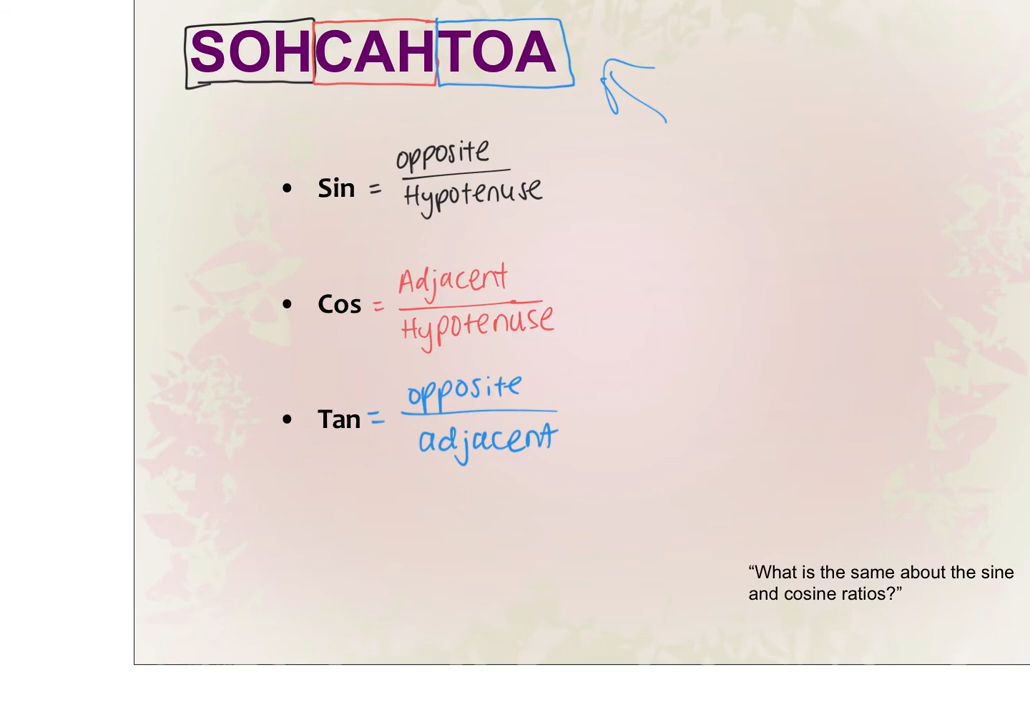 SOHCAHTOA
• Sin = opposite
Hypotenuse
• Cos = Adjacent
Hypotenuse
• Tan = opposite
adjacent
“What is the same about the sine
and cosine ratios?”